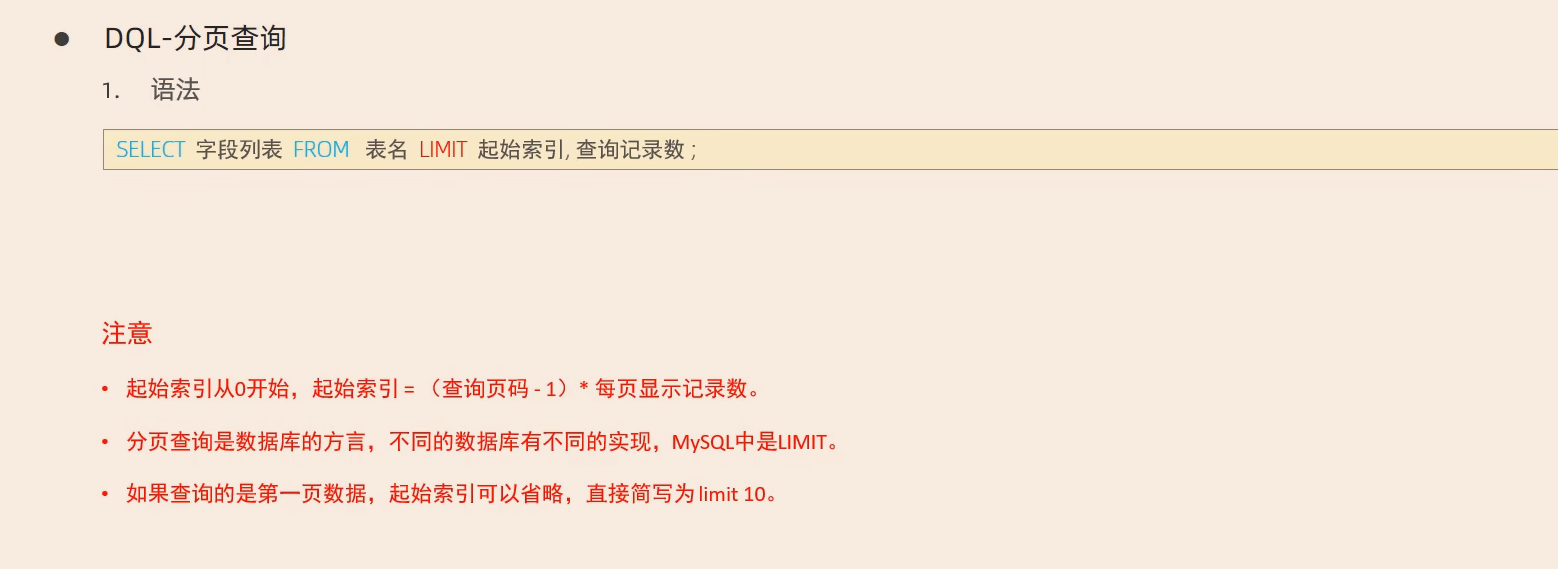 ● DQL-分页查询
1. 语法
SELECT 字段列表 FROM 表名 LIMIT 起始索引, 查询记录数 ;
注意
• 起始索引从0开始，起始索引 = （查询页码 - 1）* 每页显示记录数。
• 分页查询是数据库的方言，不同的数据库有不同的实现，MySQL中是LIMIT。
• 如果查询的是第一页数据，起始索引可以省略，直接简写为 limit 10。